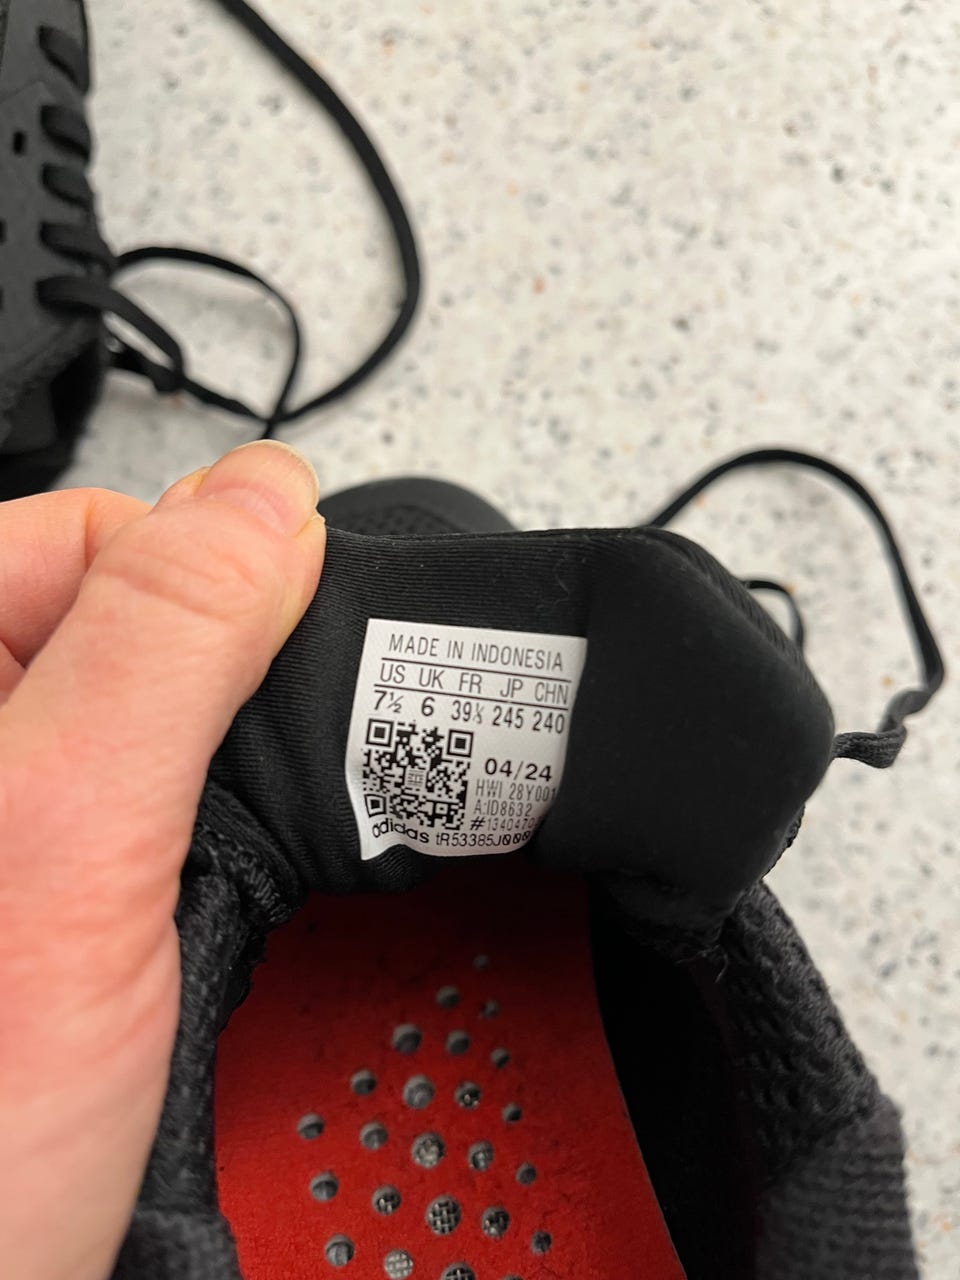 MADE IN INDONESIA
US UK FR JP CHN
7½ 6 39⅓ 245 240
04/24
HWI 28Y001
A:ID8632
adidas